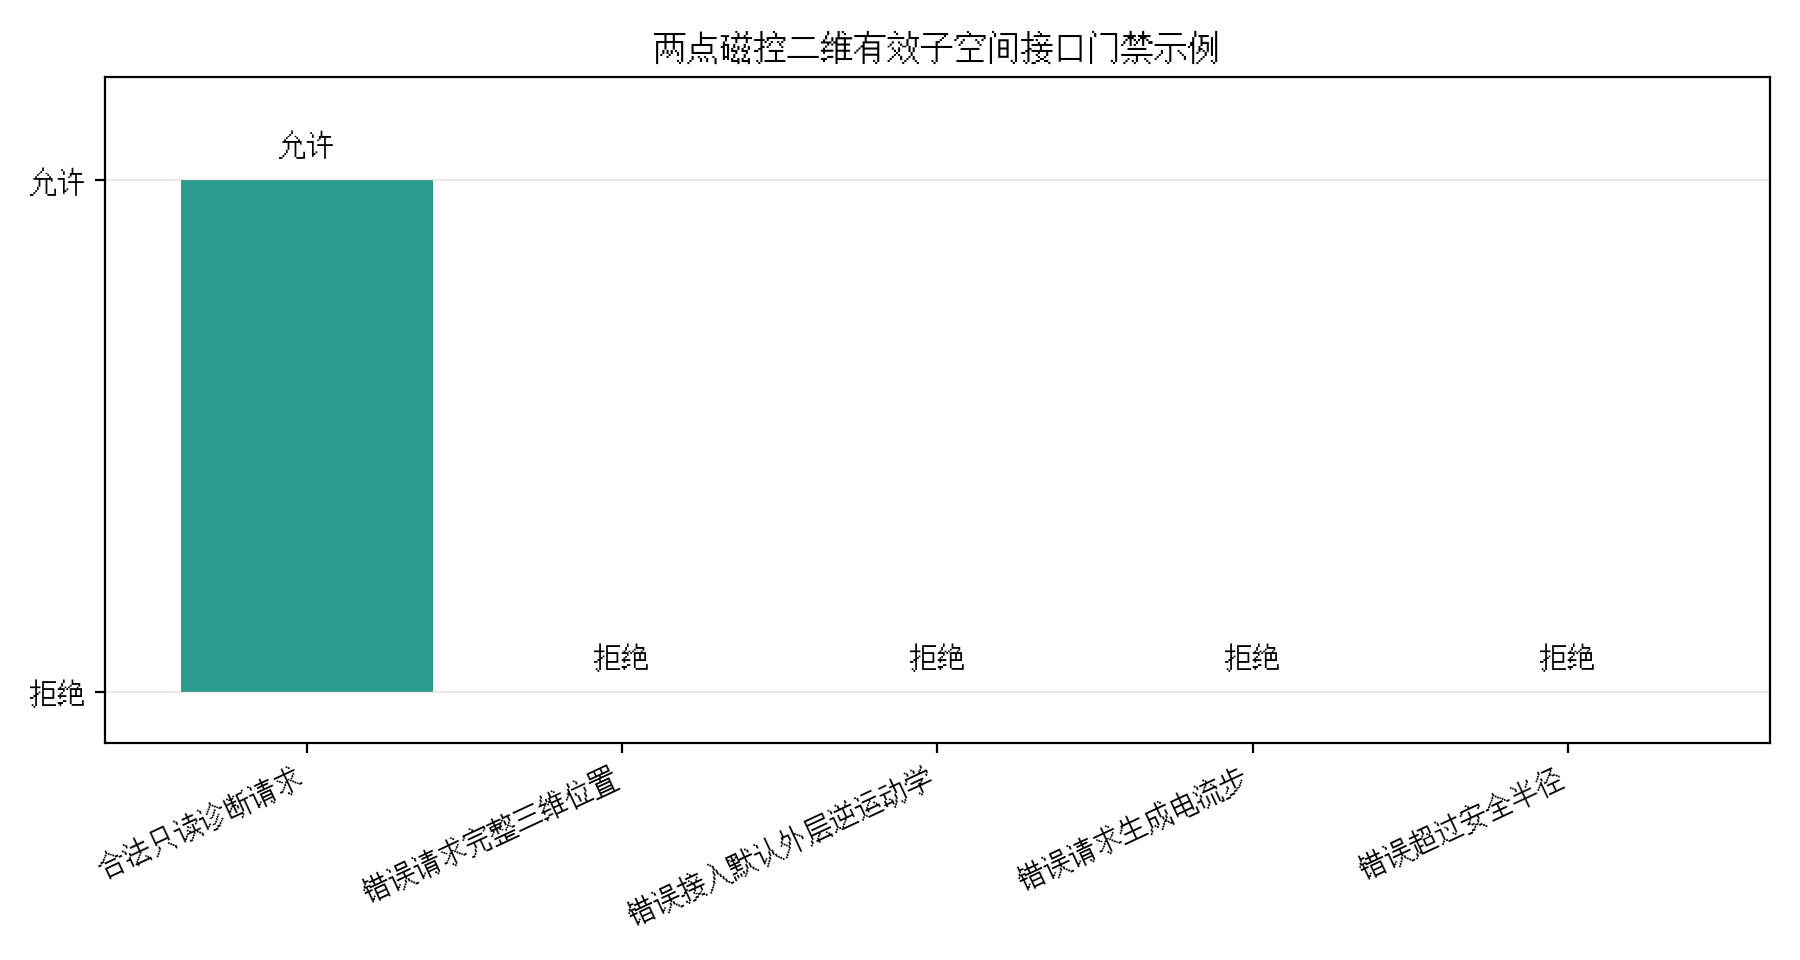 两点磁控二维有效子空间接口门禁示例
允许
允许
拒绝
拒绝
拒绝
拒绝
拒绝
合法只读诊断请求
错误请求完整三维位置
错误接入默认外层逆运动学
错误请求生成电流步
错误超过安全半径